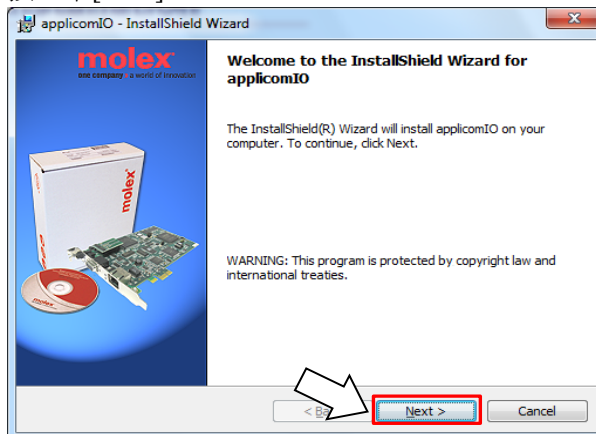 applicomIO - InstallShield Wizard
molex
one company › a world of innovation
Welcome to the InstallShield Wizard for
applicomIO
The InstallShield(R) Wizard will install applicomIO on your
computer. To continue, click Next.
molex
WARNING: This program is protected by copyright law and
international treaties.
molex
Next >
Cancel